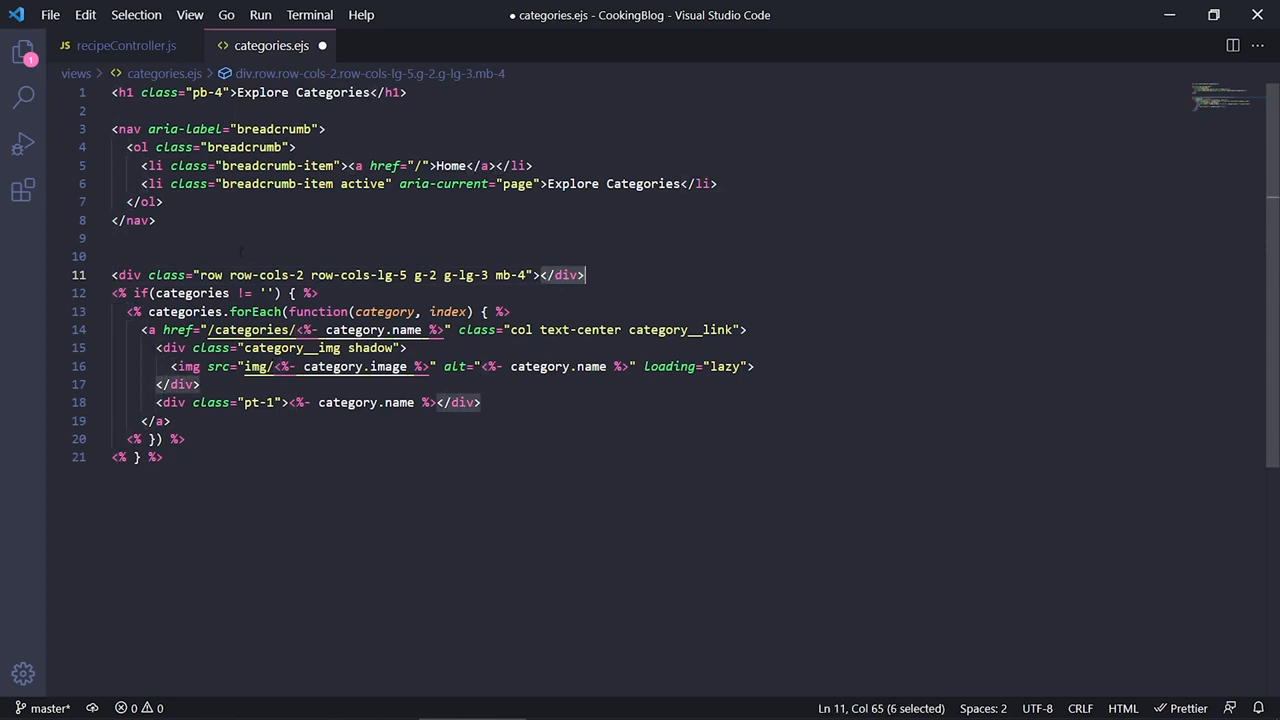 File Edit Selection View Go Run Terminal Help
● categories.ejs - CookingBlog - Visual Studio Code
JS recipeController.js
<> categories.ejs ●
views > <> categories.ejs > div.row.row-cols-2.row-cols-lg-5.g-2.g-lg-3.mb-4
1 <h1 class="pb-4">Explore Categories</h1>
2
3 <nav aria-label="breadcrumb">
4 <ol class="breadcrumb">
5 <li class="breadcrumb-item"><a href="/">Home</a></li>
6 <li class="breadcrumb-item active" aria-current="page">Explore Categories</li>
7 </ol>
8 </nav>
9
10
11 <div class="row row-cols-2 row-cols-lg-5 g-2 g-lg-3 mb-4"></div>
12 <% if(categories != '') { %>
13 <% categories.forEach(function(category, index) { %>
14 <a href="/categories/<%- category.name %>" class="col text-center category__link">
15 <div class="category__img shadow">
16 <img src="img/<%- category.image %>" alt="<%- category.name %>" loading="lazy">
17 </div>
18 <div class="pt-1"><%- category.name %></div>
19 </a>
20 <% }) %>
21 <% } %>
1
master* 0 0 Ln 11, Col 65 (6 selected) Spaces: 2 UTF-8 CRLF HTML Prettier